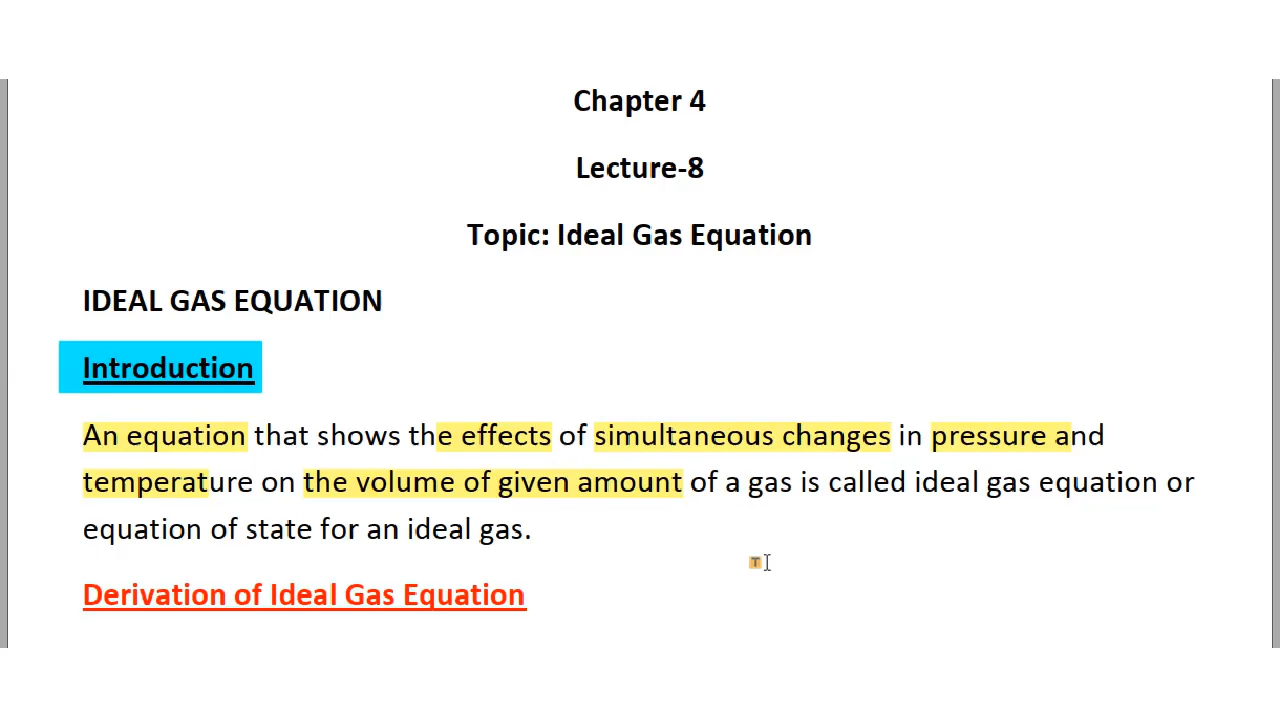 Chapter 4
Lecture-8
Topic: Ideal Gas Equation
IDEAL GAS EQUATION
Introduction
An equation that shows the effects of simultaneous changes in pressure and
temperature on the volume of given amount of a gas is called ideal gas equation or
equation of state for an ideal gas.
T
Derivation of Ideal Gas Equation